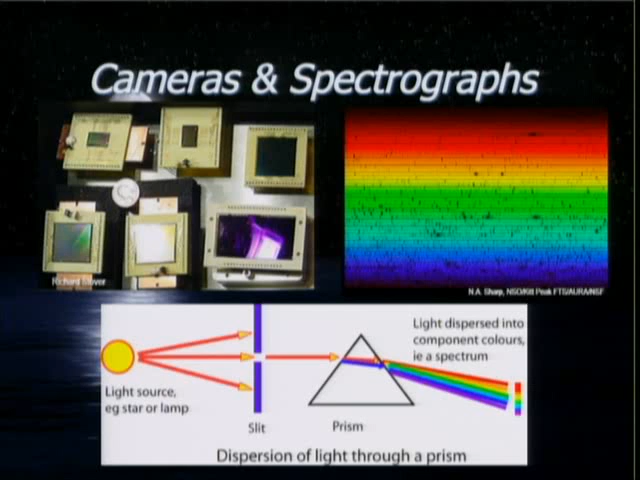 Cameras & Spectrographs
Richard Stover
N.A. Sharp, NSO/Kitt Peak FTS/AURA/NSF
Light source,
eg star or lamp
Slit
Prism
Light dispersed into
component colours,
ie a spectrum
Dispersion of light through a prism